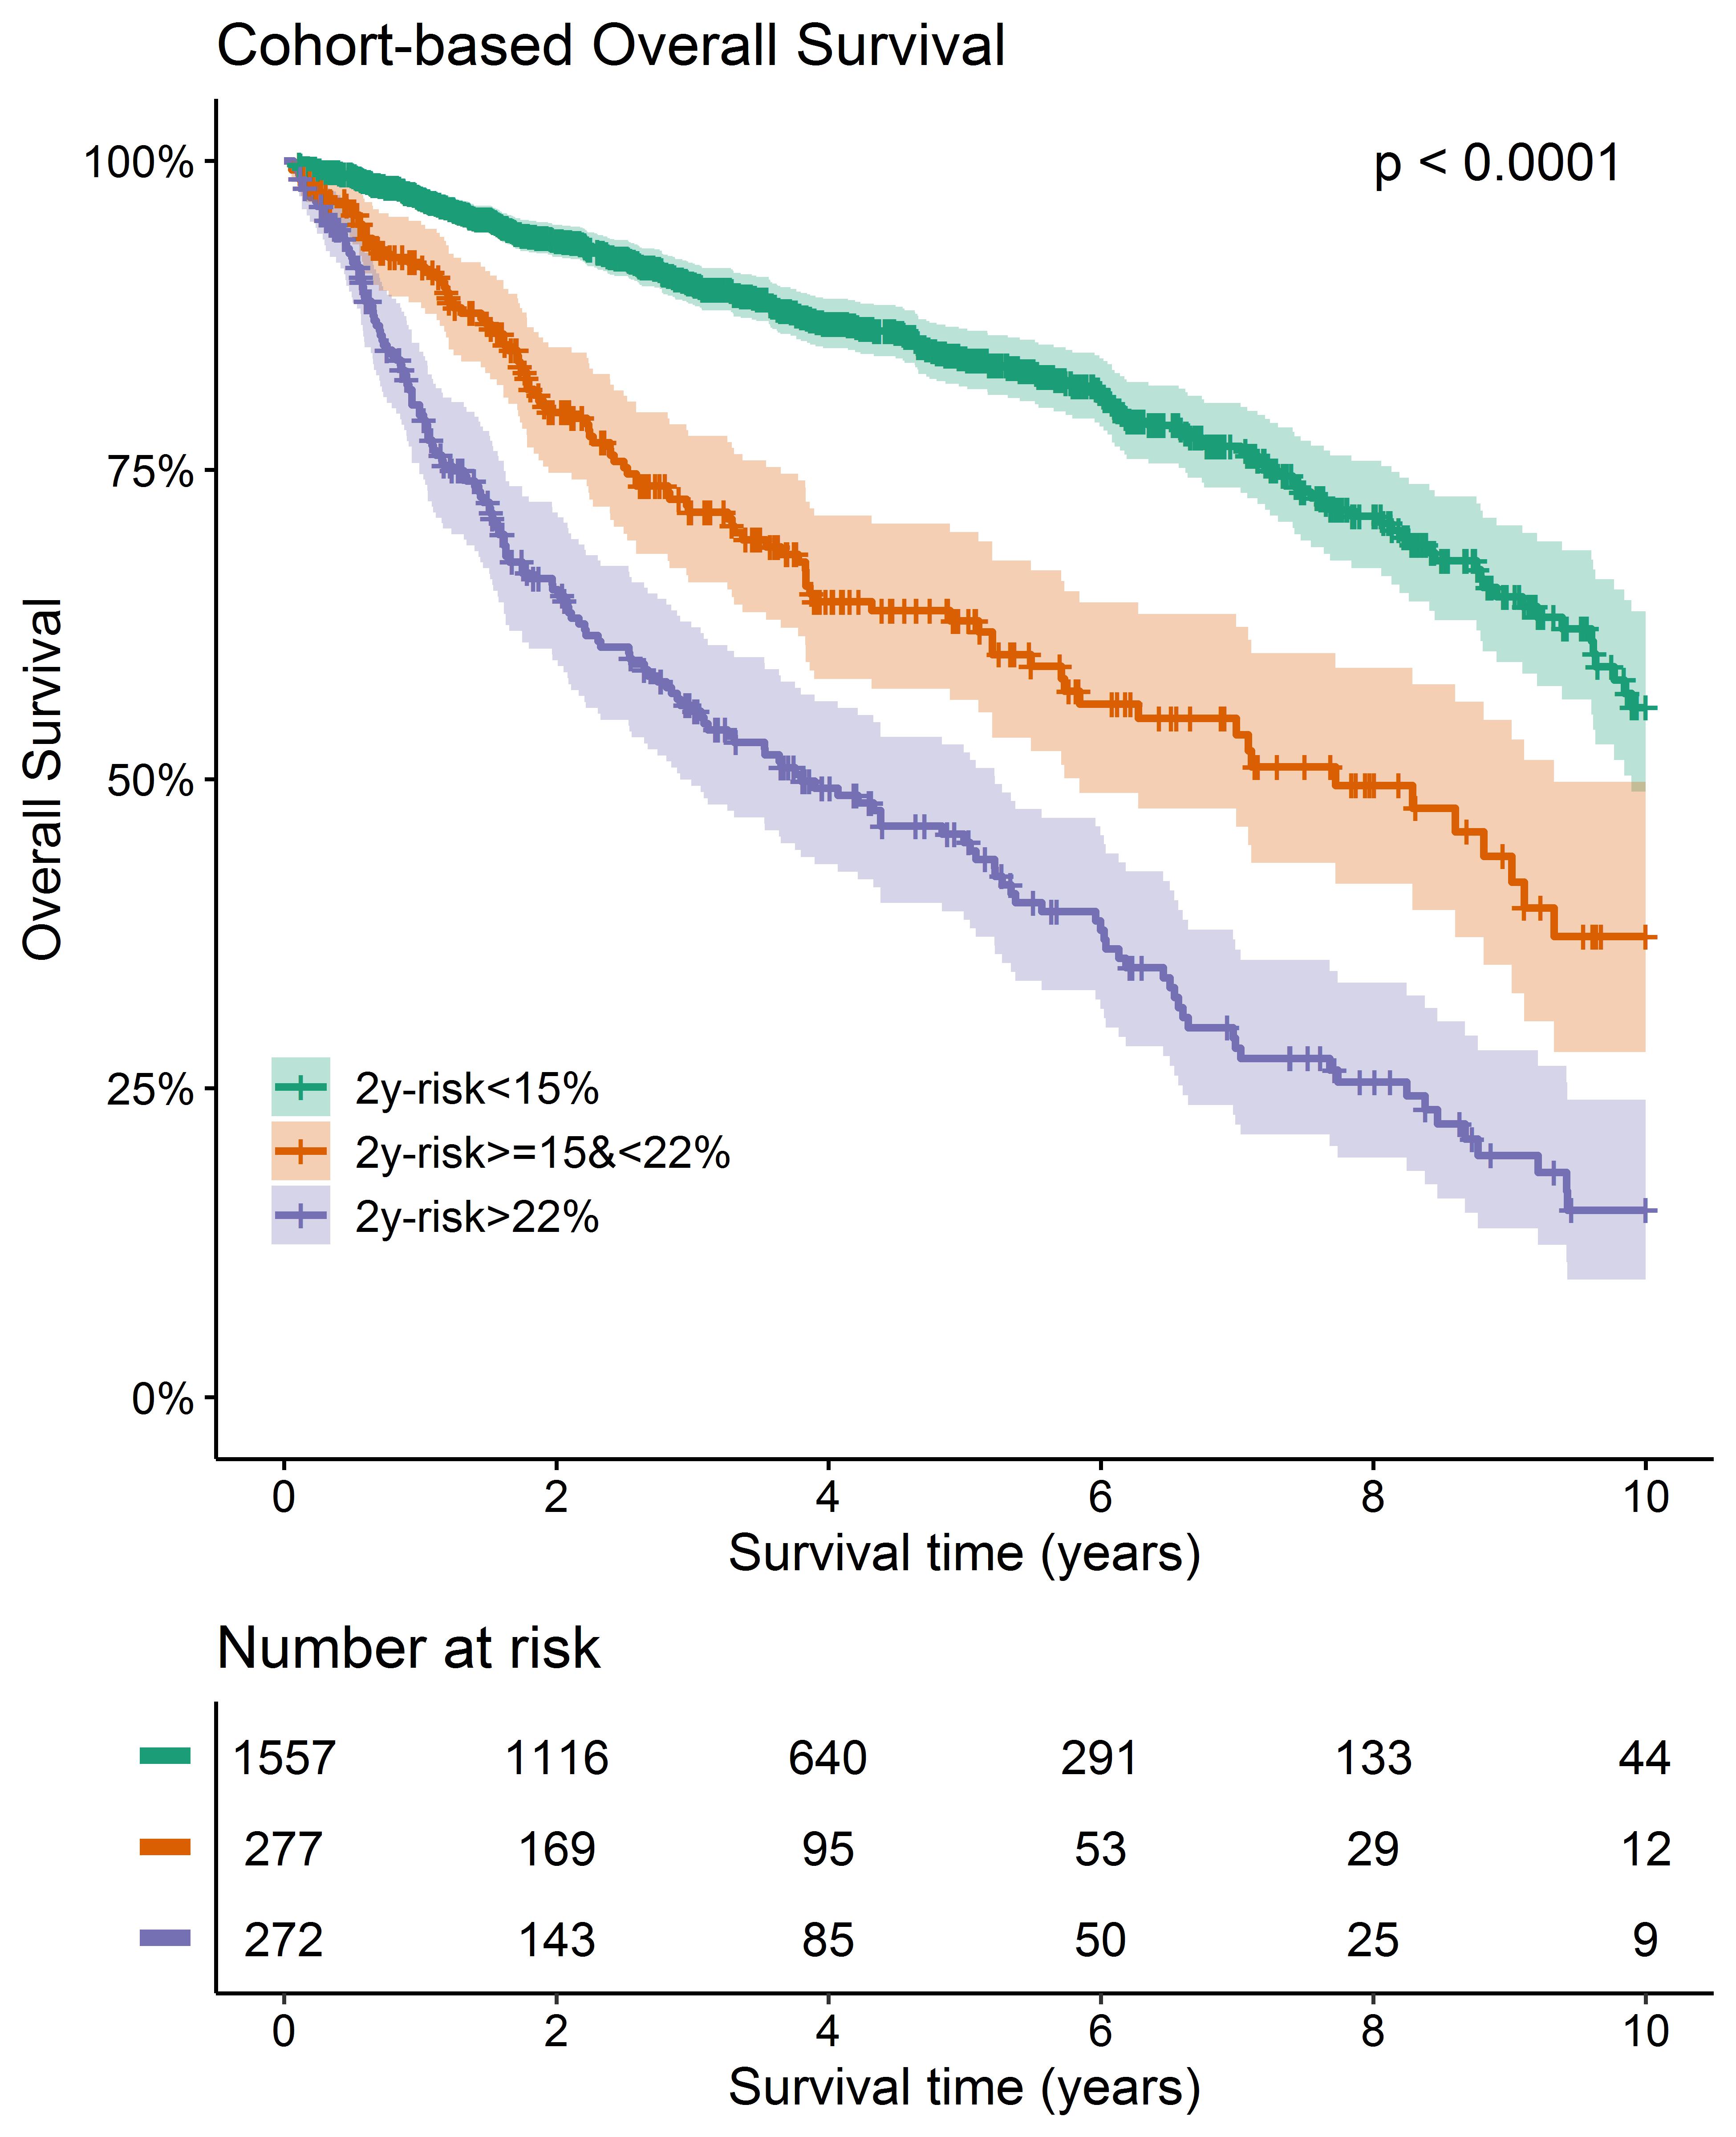 Cohort-based Overall Survival
p < 0.0001
100%
75%
50%
25%
0%
Overall Survival
2y-risk<15%
2y-risk>=15&<22%
2y-risk>22%
0 2 4 6 8 10
Survival time (years)
Number at risk
1557 1116 640 291 133 44
277 169 95 53 29 12
272 143 85 50 25 9
0 2 4 6 8 10
Survival time (years)